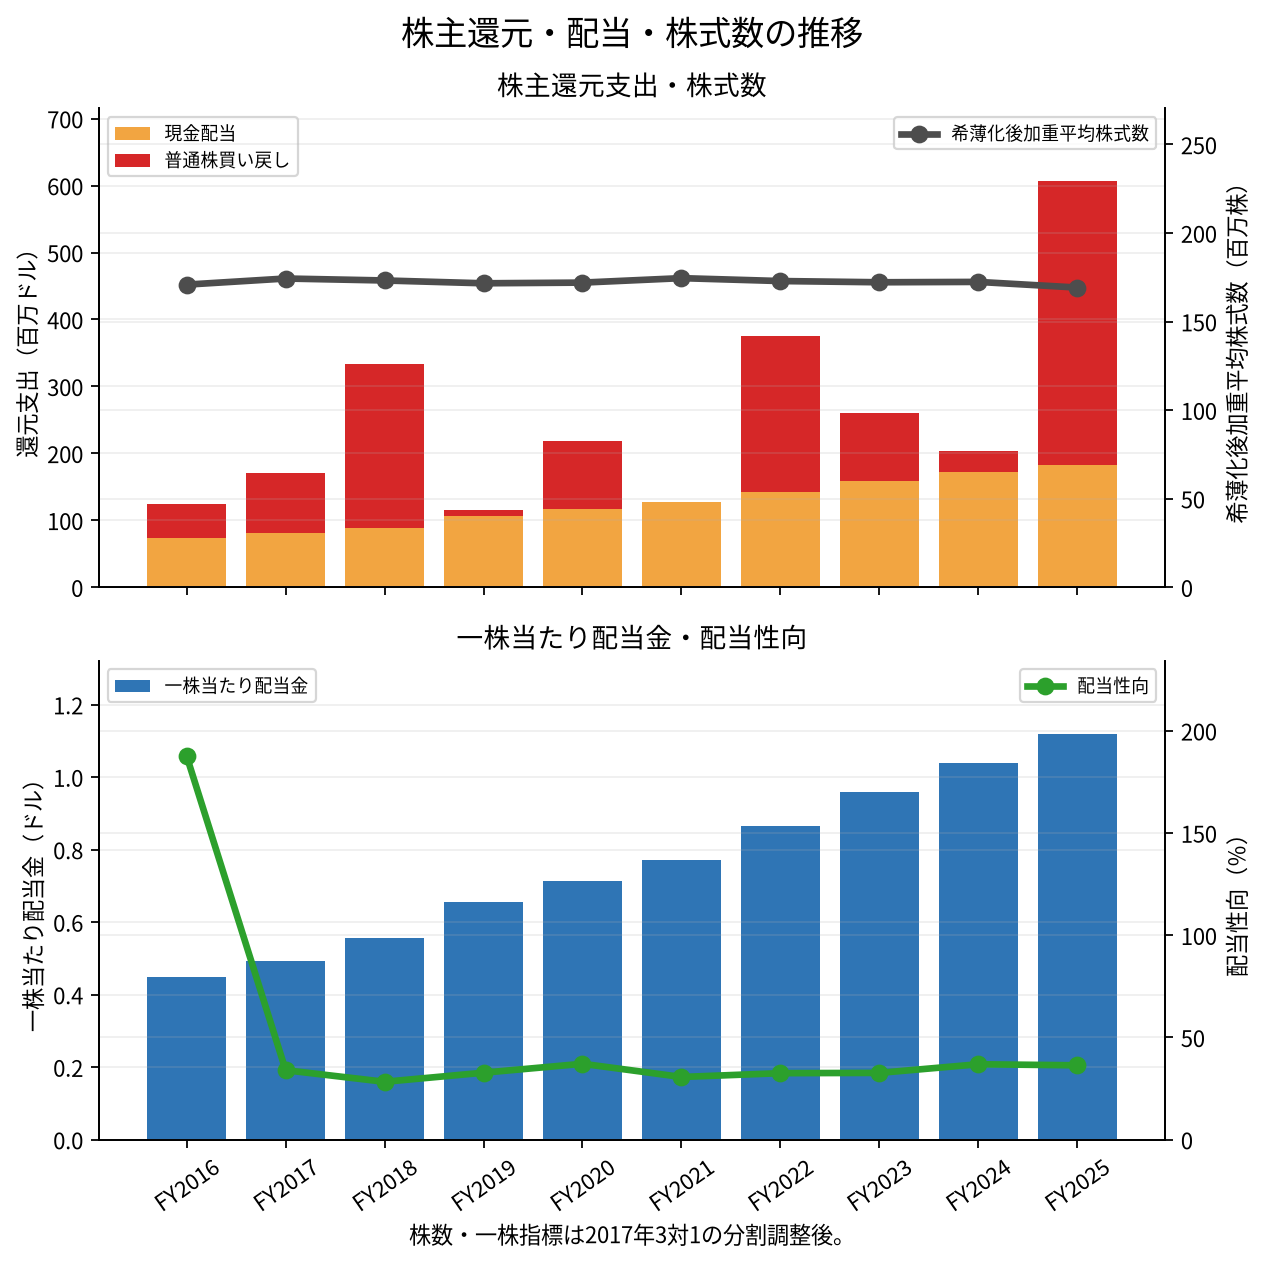 株主還元・配当・株式数の推移
株主還元支出・株式数
現金配当
普通株買い戻し
希薄化後加重平均株式数
還元支出（百万ドル）
700
600
500
400
300
200
100
0
250
200
150
100
50
0
希薄化後加重平均株式数（百万株）
一株当たり配当金・配当性向
一株当たり配当金
配当性向
一株当たり配当金（ドル）
1.2
1.0
0.8
0.6
0.4
0.2
0.0
200
150
100
50
0
配当性向（%）
FY2016
FY2017
FY2018
FY2019
FY2020
FY2021
FY2022
FY2023
FY2024
FY2025
株数・一株指標は2017年3対1の分割調整後。